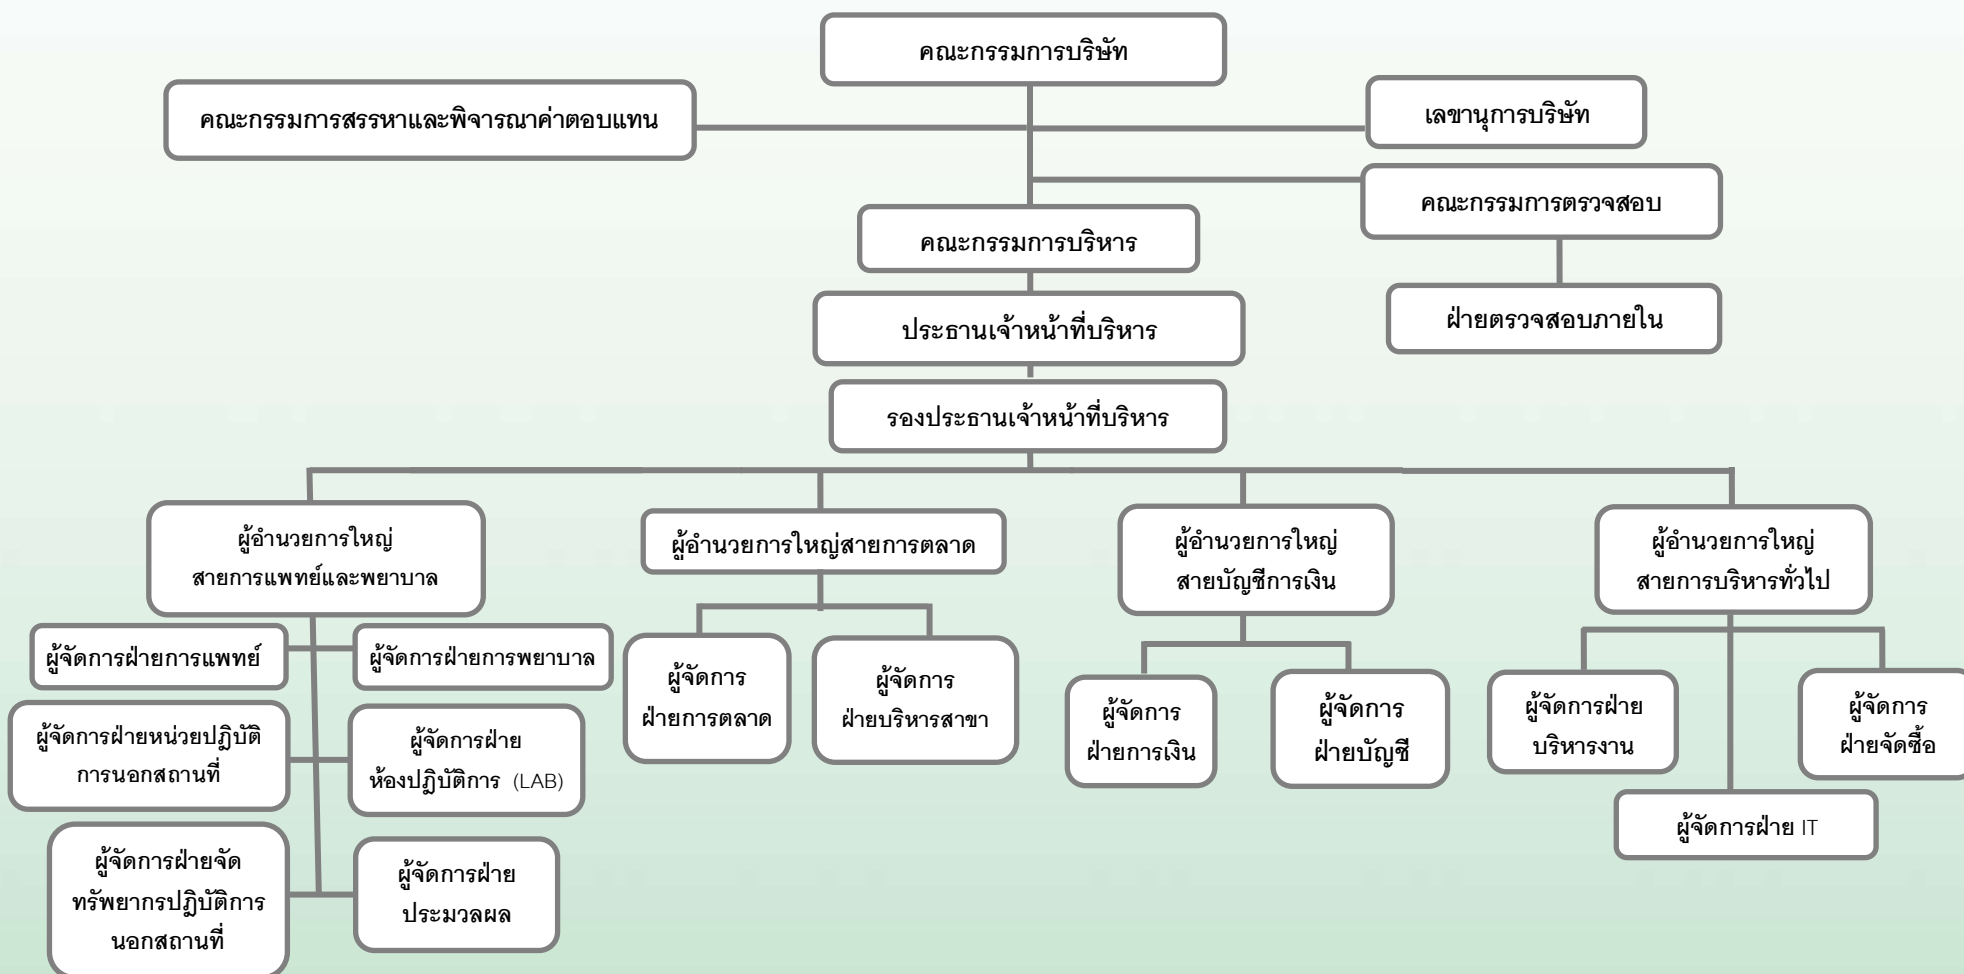 คณะกรรมการบริษัท
คณะกรรมการสรรหาและพิจารณาค่าตอบแทน
เลขานุการบริษัท
คณะกรรมการตรวจสอบ
คณะกรรมการบริหาร
ฝ่ายตรวจสอบภายใน
ประธานเจ้าหน้าที่บริหาร
รองประธานเจ้าหน้าที่บริหาร
ผู้อำนวยการใหญ่
สายการแพทย์และพยาบาล
ผู้อำนวยการใหญ่สายการตลาด
ผู้อำนวยการใหญ่
สายบัญชีการเงิน
ผู้อำนวยการใหญ่
สายการบริหารทั่วไป
ผู้จัดการฝ่ายการแพทย์
ผู้จัดการฝ่ายการพยาบาล
ผู้จัดการฝ่ายหน่วยปฎิบัติ
การนอกสถานที่
ผู้จัดการฝ่าย
ห้องปฎิบัติการ (LAB)
ผู้จัดการฝ่ายจัด
ทรัพยากรปฎิบัติการ
นอกสถานที่
ผู้จัดการฝ่าย
ประมวลผล
ผู้จัดการ
ฝ่ายการตลาด
ผู้จัดการ
ฝ่ายบริหารสาขา
ผู้จัดการ
ฝ่ายการเงิน
ผู้จัดการ
ฝ่ายบัญชี
ผู้จัดการฝ่าย
บริหารงาน
ผู้จัดการ
ฝ่ายจัดซื้อ
ผู้จัดการฝ่าย IT